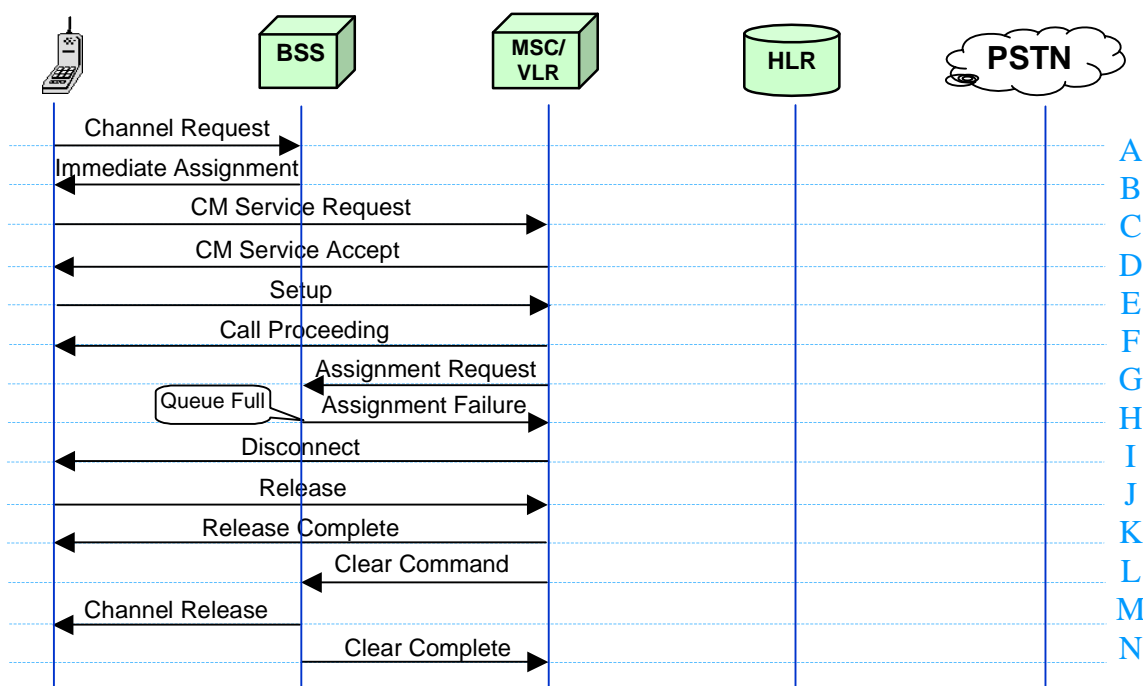 BSS
MSC/
VLR
HLR
PSTN
Channel Request
A
Immediate Assignment
B
CM Service Request
C
CM Service Accept
D
Setup
E
Call Proceeding
F
Assignment Request
G
Queue Full
Assignment Failure
H
Disconnect
I
Release
J
Release Complete
K
Clear Command
L
Channel Release
M
Clear Complete
N